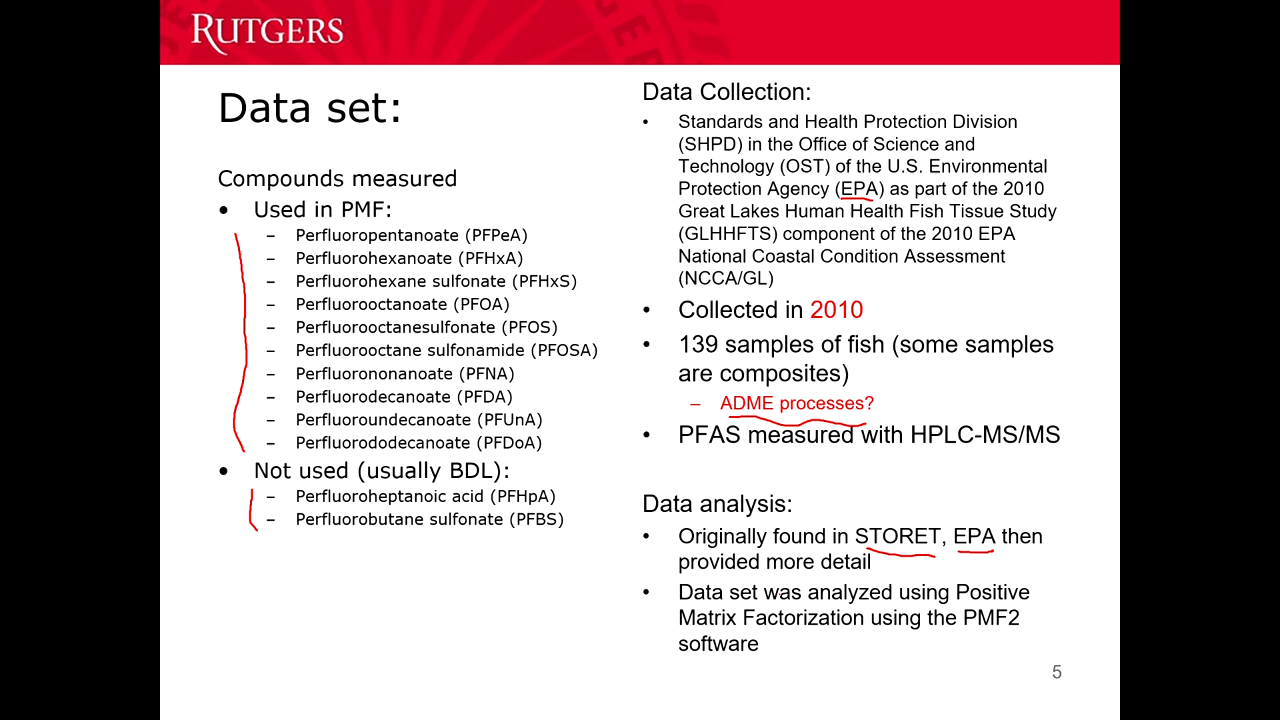 RUTGERS
Data set:
Compounds measured
• Used in PMF:
– Perfluoropentanoate (PFPeA)
– Perfluorohexanoate (PFHxA)
– Perfluorohexane sulfonate (PFHxS)
– Perfluorooctanoate (PFOA)
– Perfluorooctanesulfonate (PFOS)
– Perfluorooctane sulfonamide (PFOSA)
– Perfluorononanoate (PFNA)
– Perfluorodecanoate (PFDA)
– Perfluoroundecanoate (PFUnA)
– Perfluorododecanoate (PFDoA)
• Not used (usually BDL):
– Perfluoroheptanoic acid (PFHpA)
– Perfluorobutane sulfonate (PFBS)
Data Collection:
• Standards and Health Protection Division
(SHPD) in the Office of Science and
Technology (OST) of the U.S. Environmental
Protection Agency (EPA) as part of the 2010
Great Lakes Human Health Fish Tissue Study
(GLHHFTS) component of the 2010 EPA
National Coastal Condition Assessment
(NCCA/GL)
• Collected in 2010
• 139 samples of fish (some samples
are composites)
– ADME processes?
• PFAS measured with HPLC-MS/MS
Data analysis:
• Originally found in STORET, EPA then
provided more detail
• Data set was analyzed using Positive
Matrix Factorization using the PMF2
software
5